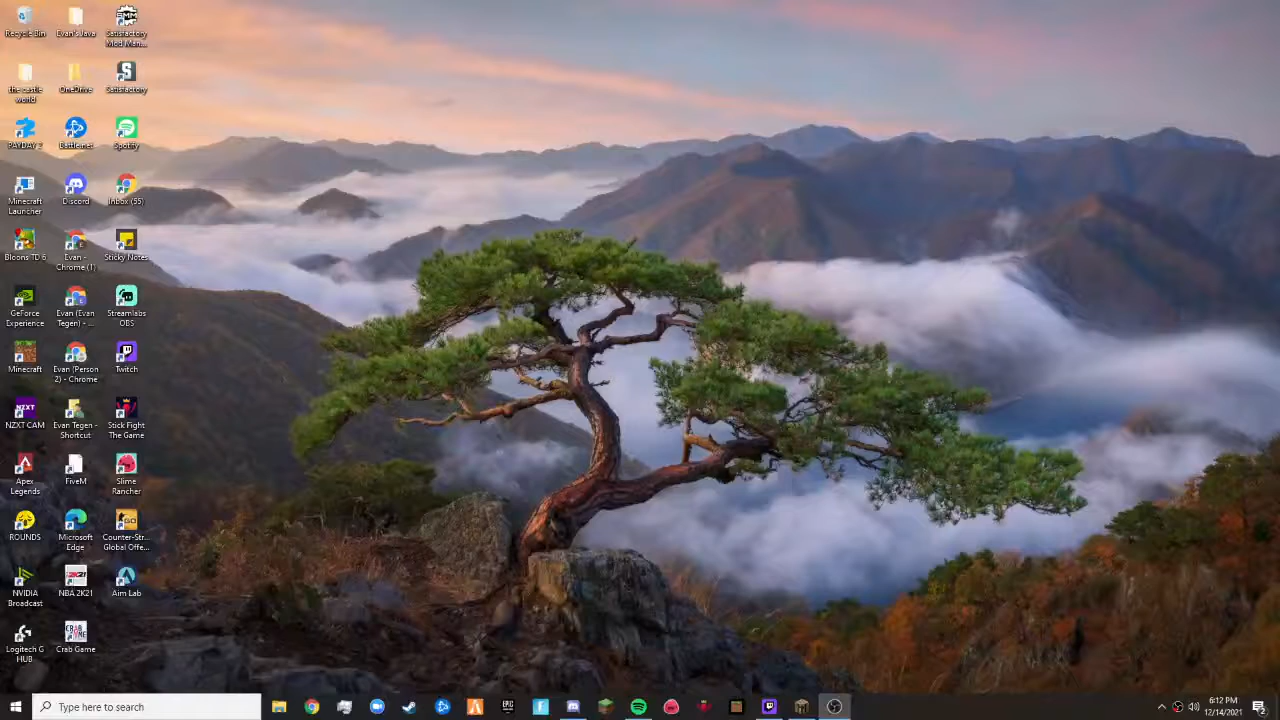 Recycle Bin
Evan's Java
Satisfactory
Mod Man...
the castle
world
OneDrive
Satisfactory
PAYDAY 2
Battle.net
Spotify
Minecraft
Launcher
Discord
Inbox (55)
Bloons TD 6
Evan -
Chrome (1)
Sticky Notes
GeForce
Experience
Evan (Evan
Tegen) - ...
Streamlabs
OBS
Minecraft
Evan (Person
2) - Chrome
Twitch
NZXT
NZXT CAM
Evan Tegen -
Shortcut
Stick Fight
The Game
Apex
Legends
FiveM
Slime
Rancher
ROUNDS
Microsoft
Edge
Counter-Str...
Global Offe...
NVIDIA
Broadcast
NBA 2K21
Aim Lab
Logitech G
HUB
Crab Game
Type here to search
EPIC
6:12 PM
12/14/2021
2